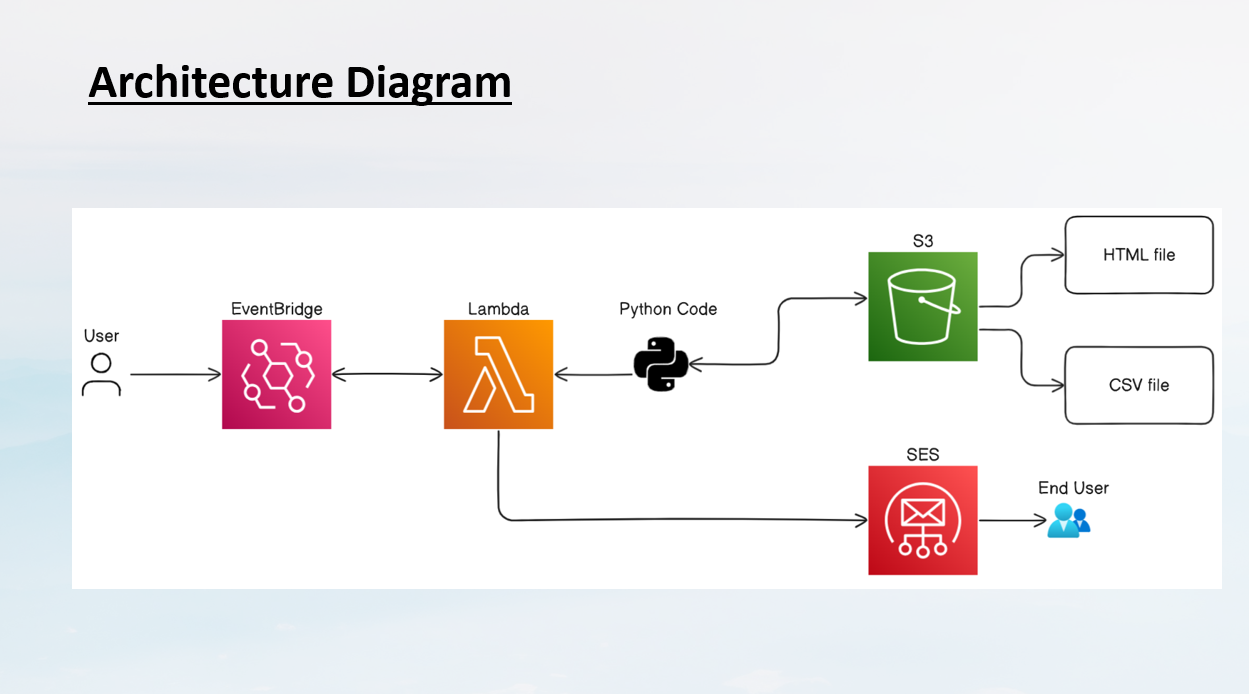 Architecture Diagram
User
EventBridge
Lambda
Python Code
S3
HTML file
CSV file
SES
End User